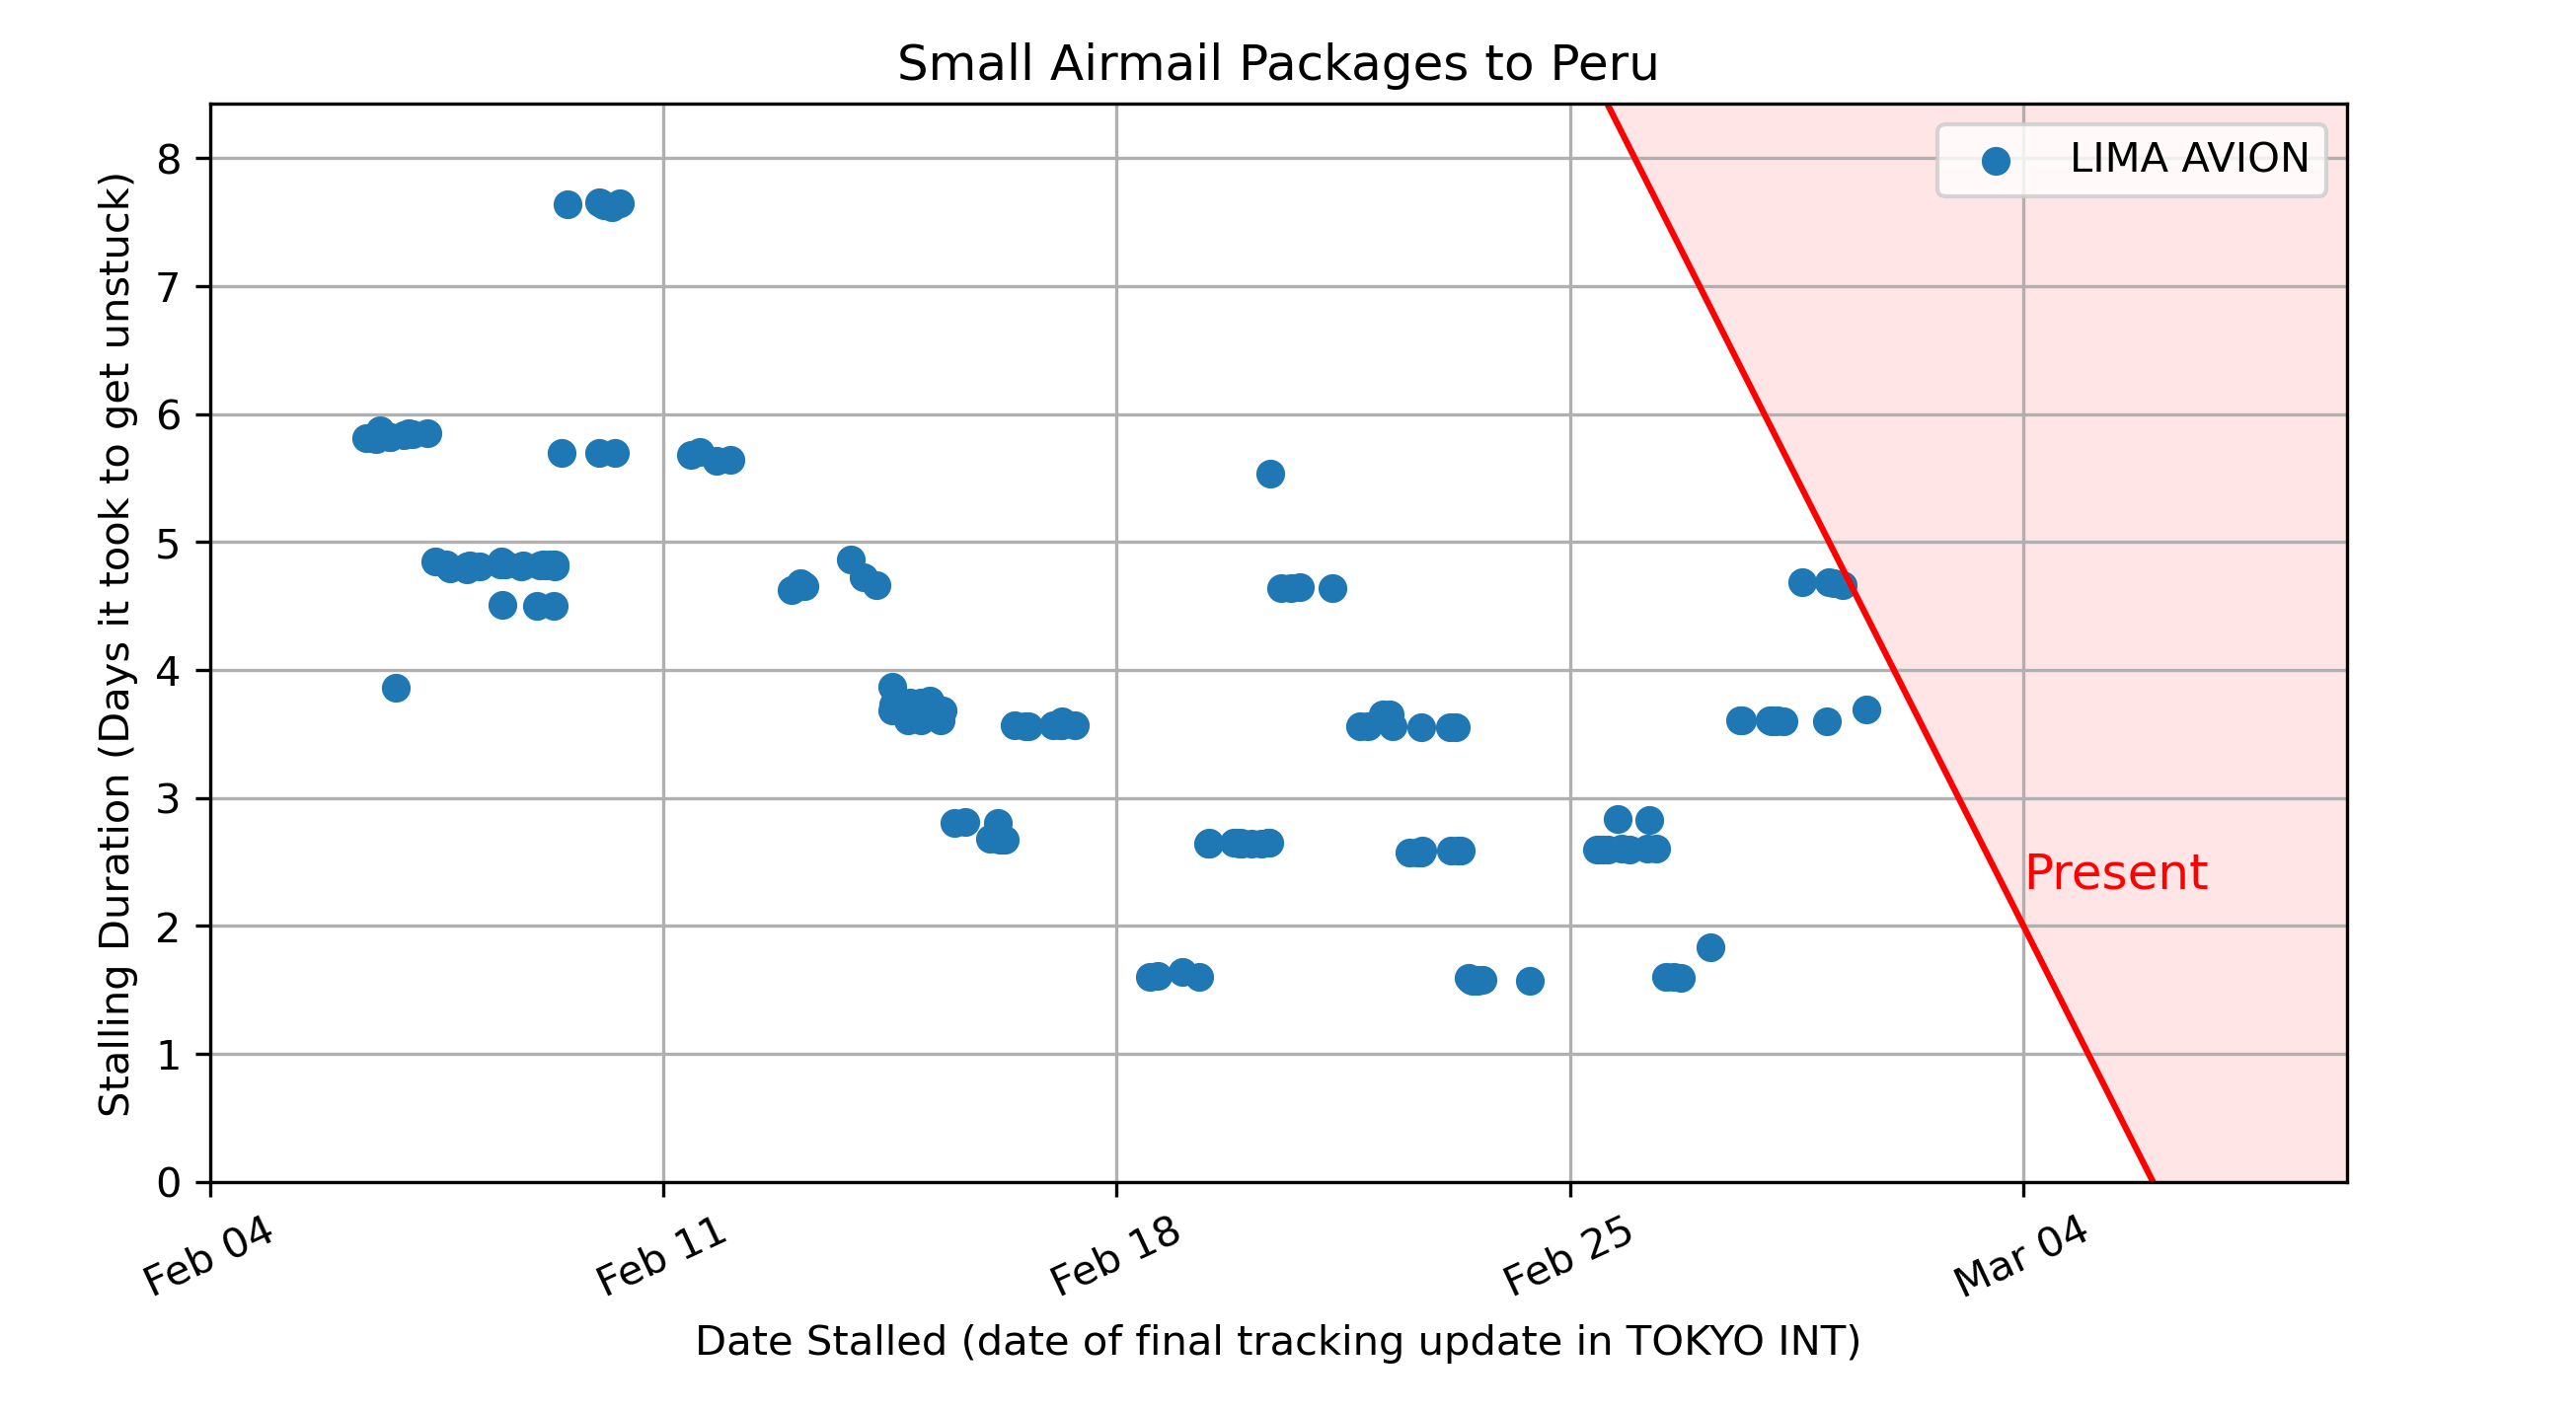 Small Airmail Packages to Peru
LIMA AVION
Stalling Duration (Days it took to get unstuck)
8
7
6
5
4
3
2
1
0
Present
Feb 04
Feb 11
Feb 18
Feb 25
Mar 04
Date Stalled (date of final tracking update in TOKYO INT)